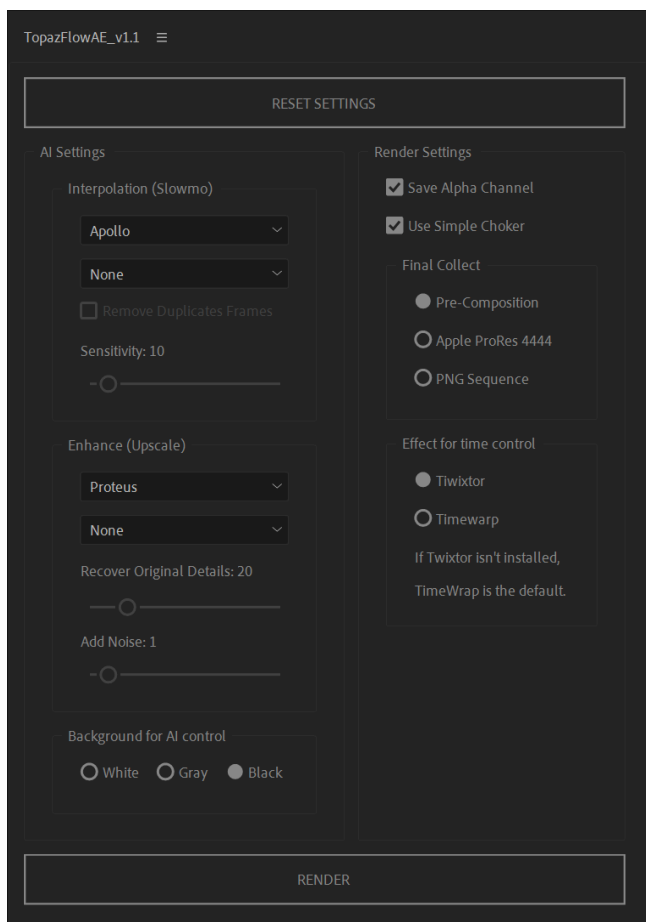 TopazFlowAE_v1.1
RESET SETTINGS
AI Settings
Interpolation (Slowmo)
Apollo
None
Remove Duplicates Frames
Sensitivity: 10
Enhance (Upscale)
Proteus
None
Recover Original Details: 20
Add Noise: 1
Background for AI control
White Gray Black
Render Settings
Save Alpha Channel
Use Simple Choker
Final Collect
Pre-Composition
Apple ProRes 4444
PNG Sequence
Effect for time control
Tiwixtor
Timewarp
If Twixtor isn't installed,
TimeWrap is the default.
RENDER